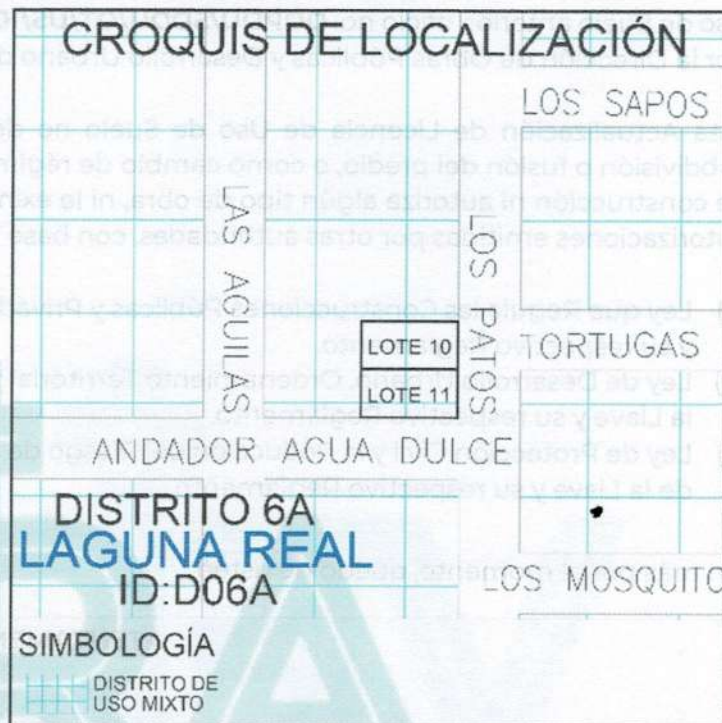 CROQUIS DE LOCALIZACIÓN
LOS SAPOS
LAS AGUILAS
LOS PATOS
LOTE 10
TORTUGAS
LOTE 11
ANDADOR AGUA DULCE
DISTRITO 6A
LAGUNA REAL
ID:D06A
LOS MOSQUITO
SIMBOLOGÍA
DISTRITO DE
USO MIXTO